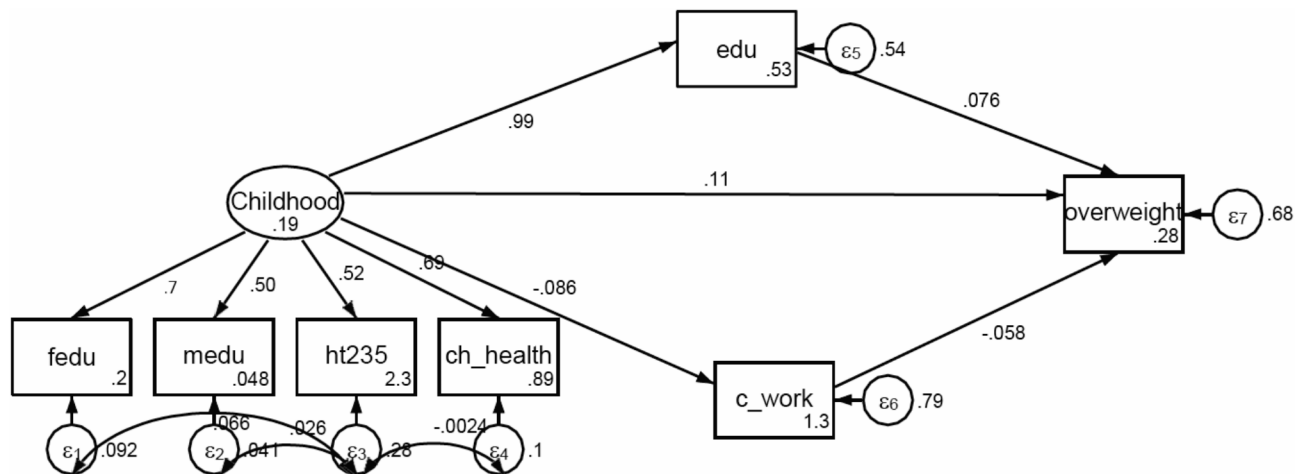 edu
.53
ε5
.54
.99
.076
Childhood
.19
.11
overweight
.28
ε7
.68
.7
.50
.52
.69
-.086
-.058
fedu
.2
medu
.048
ht235
2.3
ch_health
.89
c_work
1.3
ε6
.79
ε1
.092
.066
ε2
.041
.026
ε3
.28
-.0024
ε4
.1